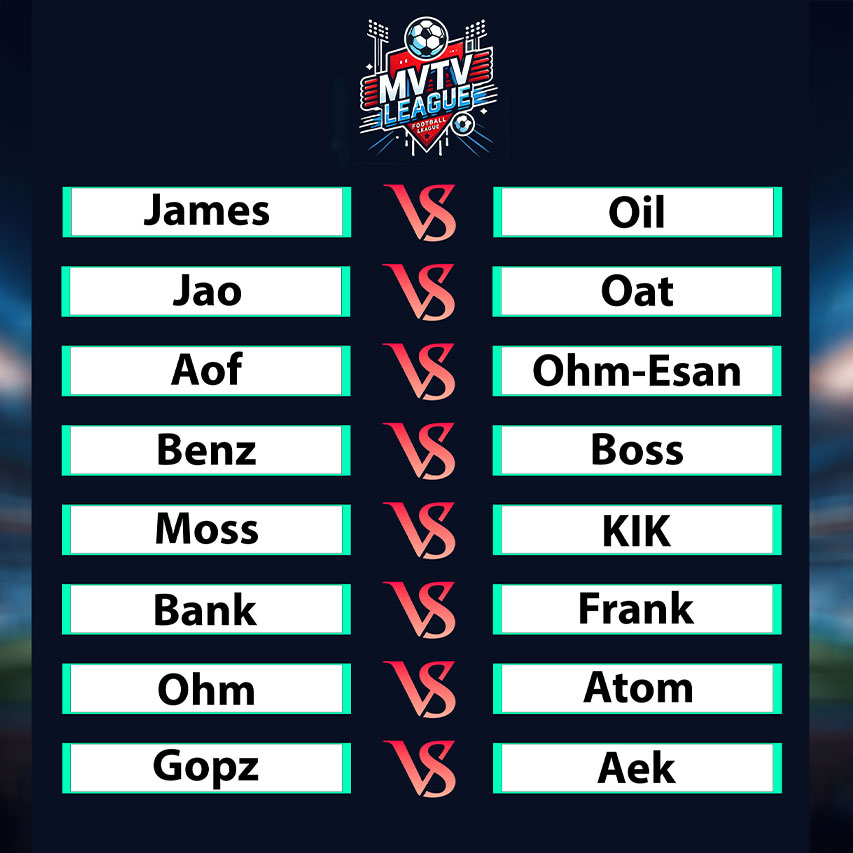 MVTV
LEAGUE
FOOTBALL
LEAGUE
James VS Oil
Jao VS Oat
Aof VS Ohm-Esan
Benz VS Boss
Moss VS KIK
Bank VS Frank
Ohm VS Atom
Gopz VS Aek